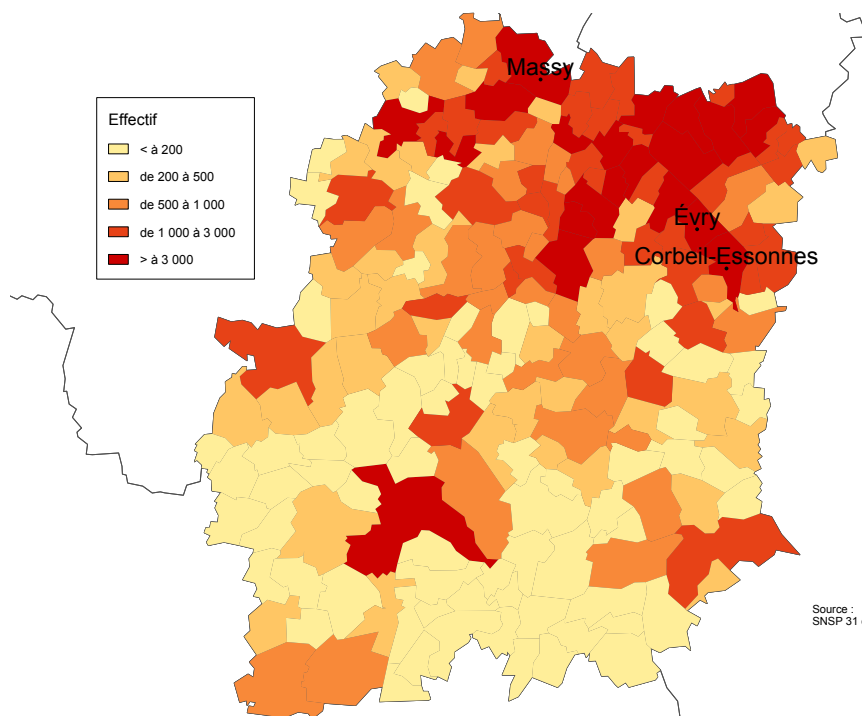 Massy
Effectif
< à 200
de 200 à 500
de 500 à 1 000
de 1 000 à 3 000
> à 3 000
Évry
Corbeil-Essonnes
Source :
SNSP 31